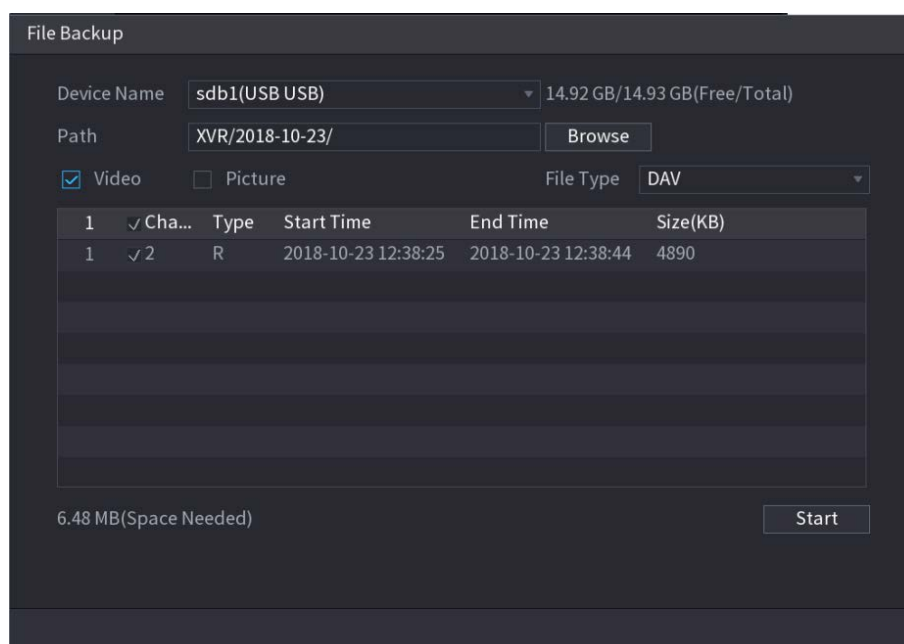 File Backup
Device Name sdb1(USB USB) 14.92 GB/14.93 GB(Free/Total)
Path XVR/2018-10-23/ Browse
Video Picture File Type DAV
1 Cha... Type Start Time End Time Size(KB)
1 2 R 2018-10-23 12:38:25 2018-10-23 12:38:44 4890
6.48 MB(Space Needed) Start